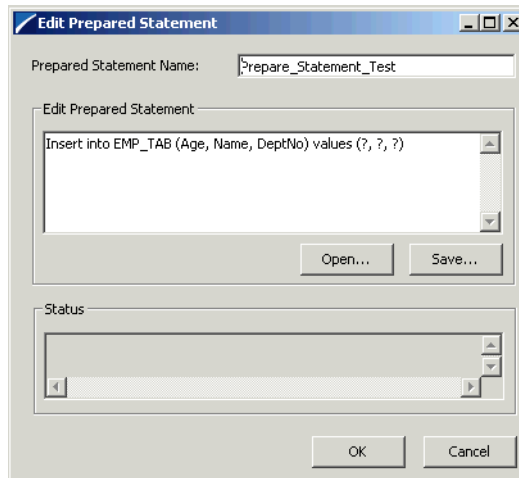 Edit Prepared Statement
Prepared Statement Name: Prepare_Statement_Test
Edit Prepared Statement
Insert into EMP_TAB (Age, Name, DeptNo) values (?, ?, ?)
Open... Save...
Status
OK Cancel